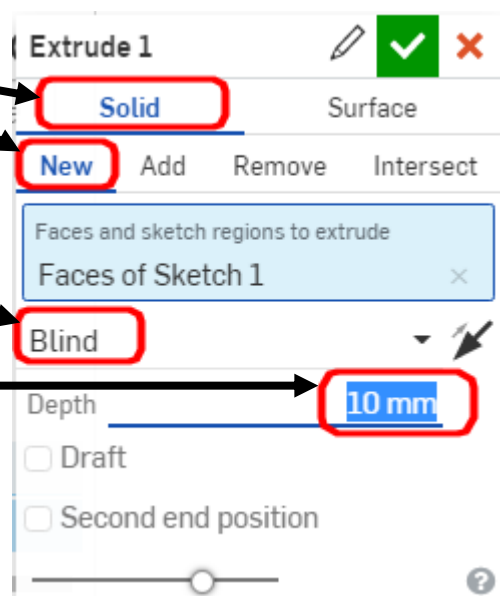 Extrude 1
Solid Surface
New Add Remove Intersect
Faces and sketch regions to extrude
Faces of Sketch 1
Blind
Depth 10 mm
Draft
Second end position
?